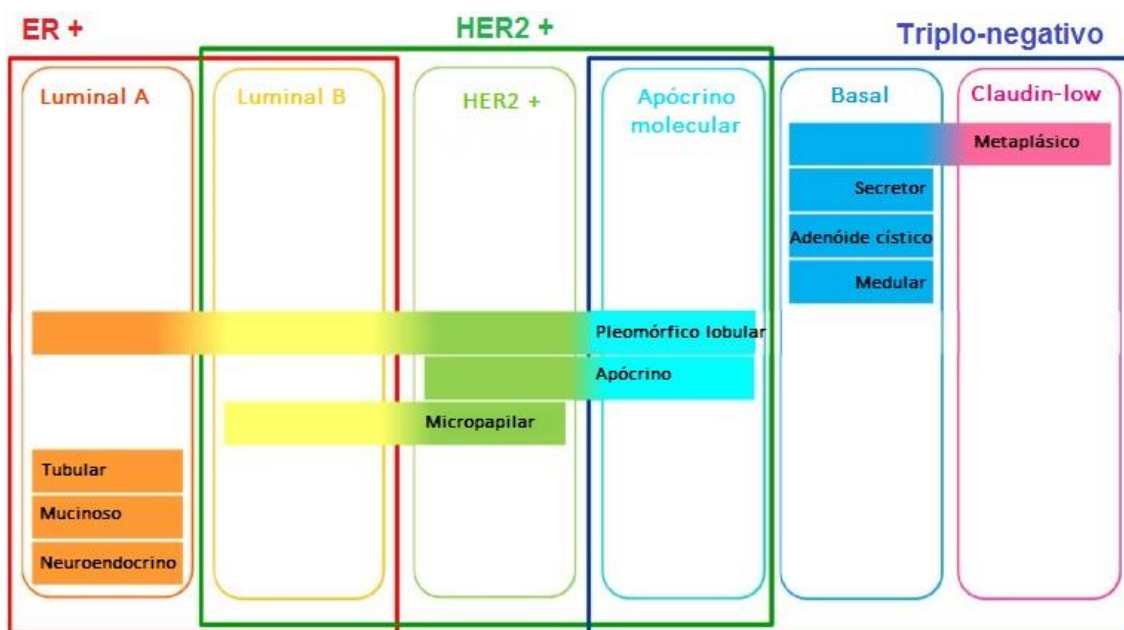 ER +
HER2 +
Triplo-negativo
Luminal A
Luminal B
HER2 +
Apócrino
molecular
Basal
Claudin-low
Metaplásico
Secretor
Adenóide cístico
Medular
Pleomórfico lobular
Apócrino
Micropapilar
Tubular
Mucinoso
Neuroendocrino